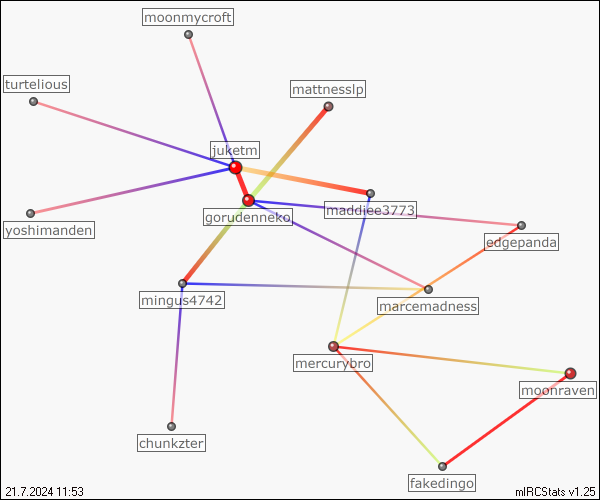 moonmycroft
turtelious
mattnesslp
juketm
maddiee3773
gorudenneko
yoshimanden
edgepanda
mingus4742
marcemadness
mercurybro
moonraven
chunkzter
fakedingo
21.7.2024 11:53
mIRCStats v1.25